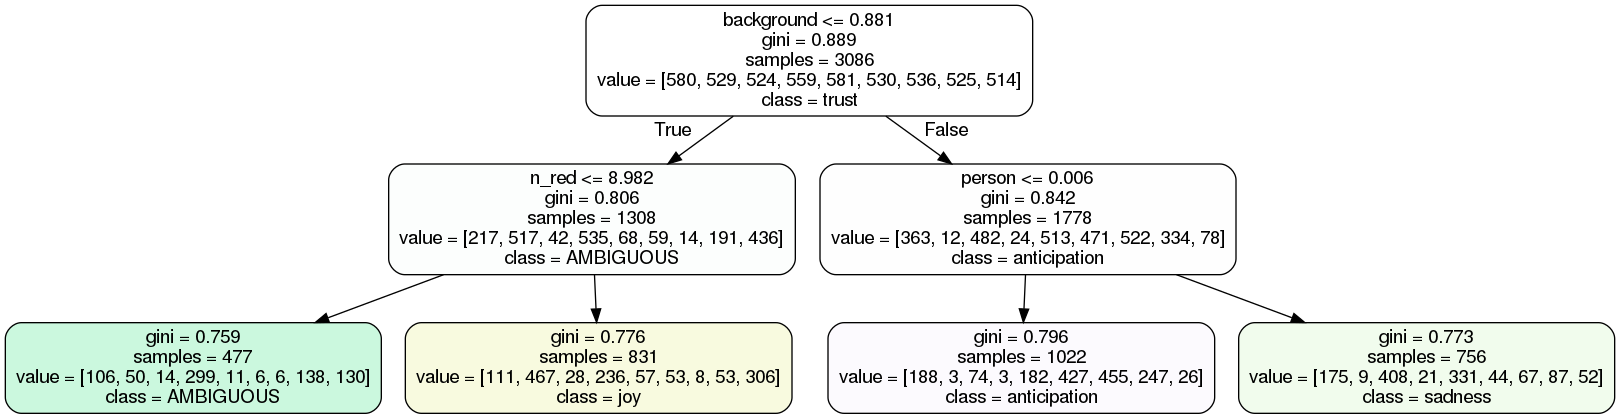 background <= 0.881
gini = 0.889
samples = 3086
value = [580, 529, 524, 559, 581, 530, 536, 525, 514]
class = trust
True
False
n_red <= 8.982
gini = 0.806
samples = 1308
value = [217, 517, 42, 535, 68, 59, 14, 191, 436]
class = AMBIGUOUS
person <= 0.006
gini = 0.842
samples = 1778
value = [363, 12, 482, 24, 513, 471, 522, 334, 78]
class = anticipation
gini = 0.759
samples = 477
value = [106, 50, 14, 299, 11, 6, 6, 138, 130]
class = AMBIGUOUS
gini = 0.776
samples = 831
value = [111, 467, 28, 236, 57, 53, 8, 53, 306]
class = joy
gini = 0.796
samples = 1022
value = [188, 3, 74, 3, 182, 427, 455, 247, 26]
class = anticipation
gini = 0.773
samples = 756
value = [175, 9, 408, 21, 331, 44, 67, 87, 52]
class = sadness